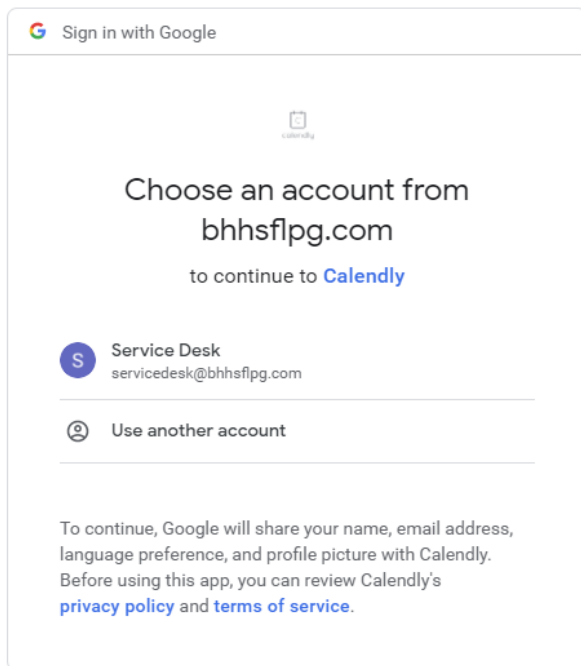 Sign in with Google
calendly
Choose an account from
bhhsflpg.com
to continue to Calendly
S
Service Desk
servicedesk@bhhsflpg.com
Use another account
To continue, Google will share your name, email address,
language preference, and profile picture with Calendly.
Before using this app, you can review Calendly's
privacy policy and terms of service.